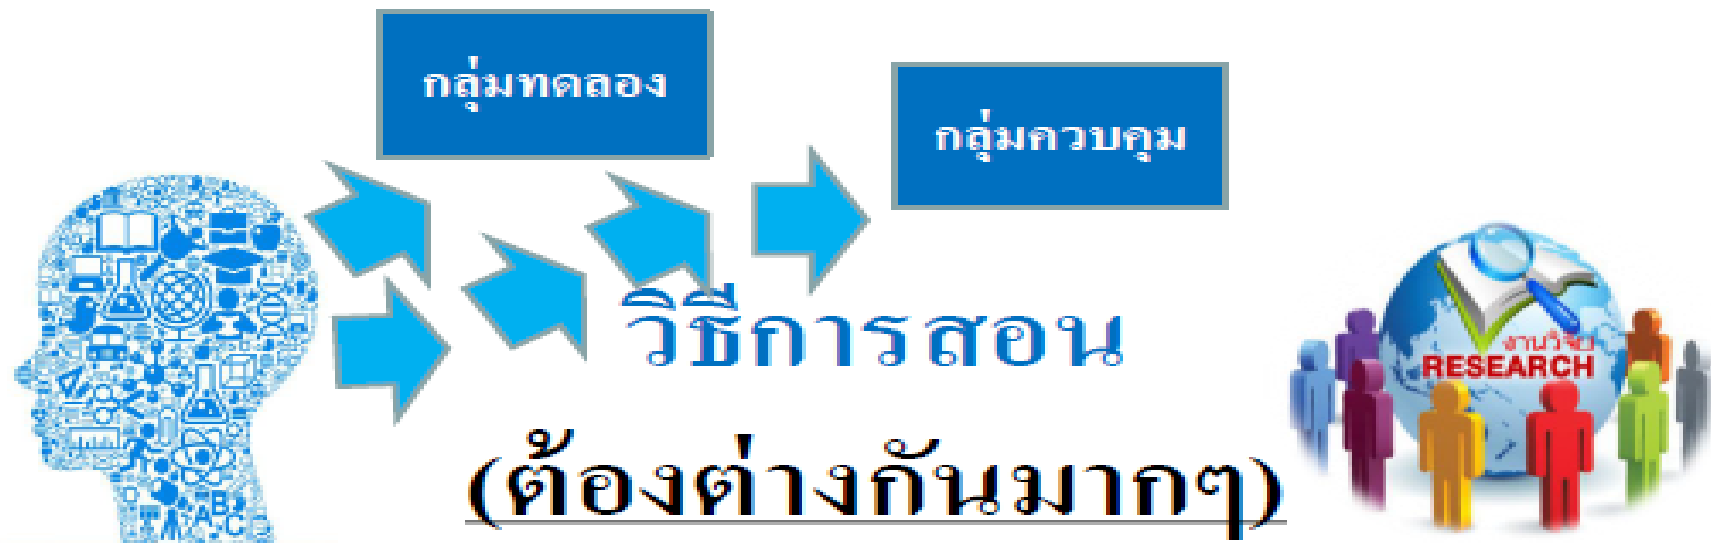 กลุ่มทดลอง
กลุ่มควบคุม
วิธีการสอน
(ต้องต่างกันมากๆ)
งานวิจัย
RESEARCH
A B C